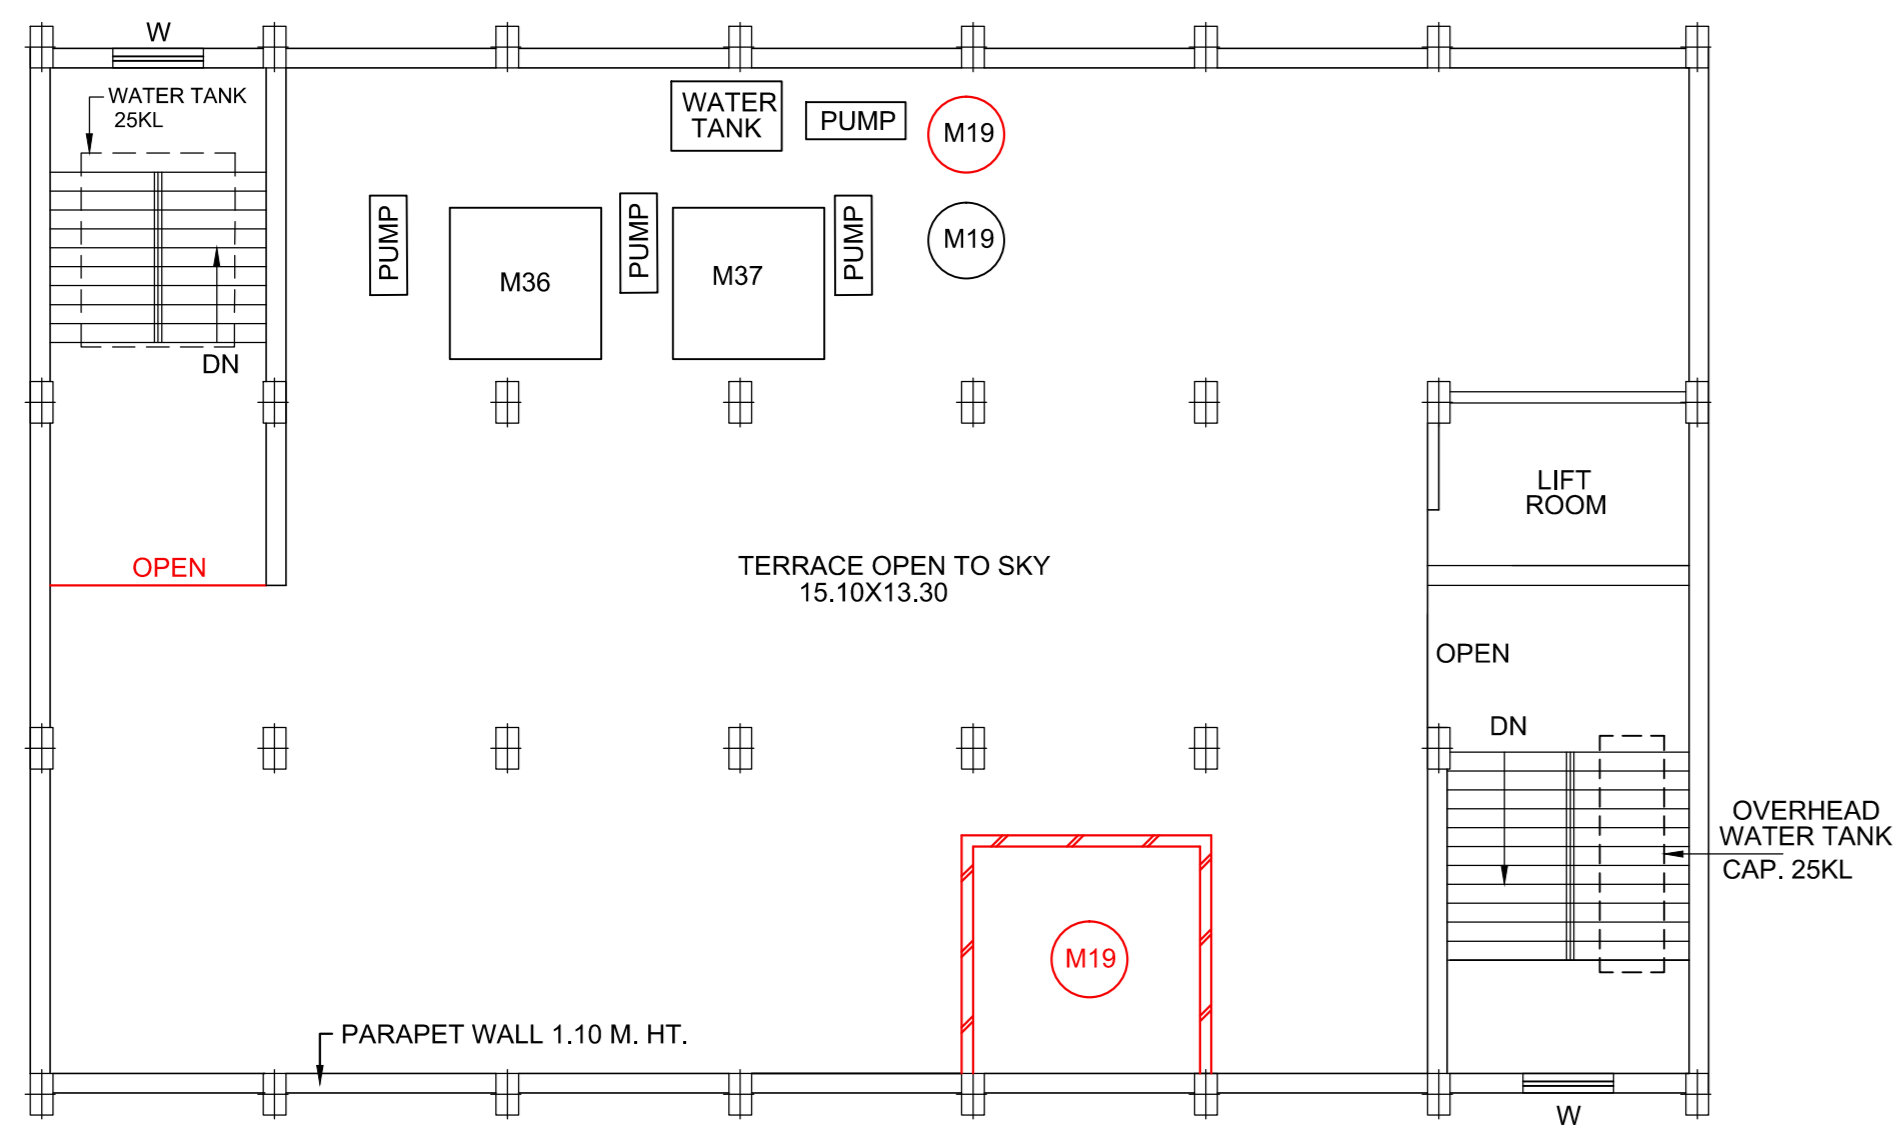 W
WATER TANK
25KL
WATER
TANK
PUMP
M19
PUMP
M36
PUMP
M37
PUMP
M19
DN
LIFT
ROOM
OPEN
TERRACE OPEN TO SKY
15.10X13.30
OPEN
DN
OVERHEAD
WATER TANK
CAP. 25KL
M19
PARAPET WALL 1.10 M. HT.
W